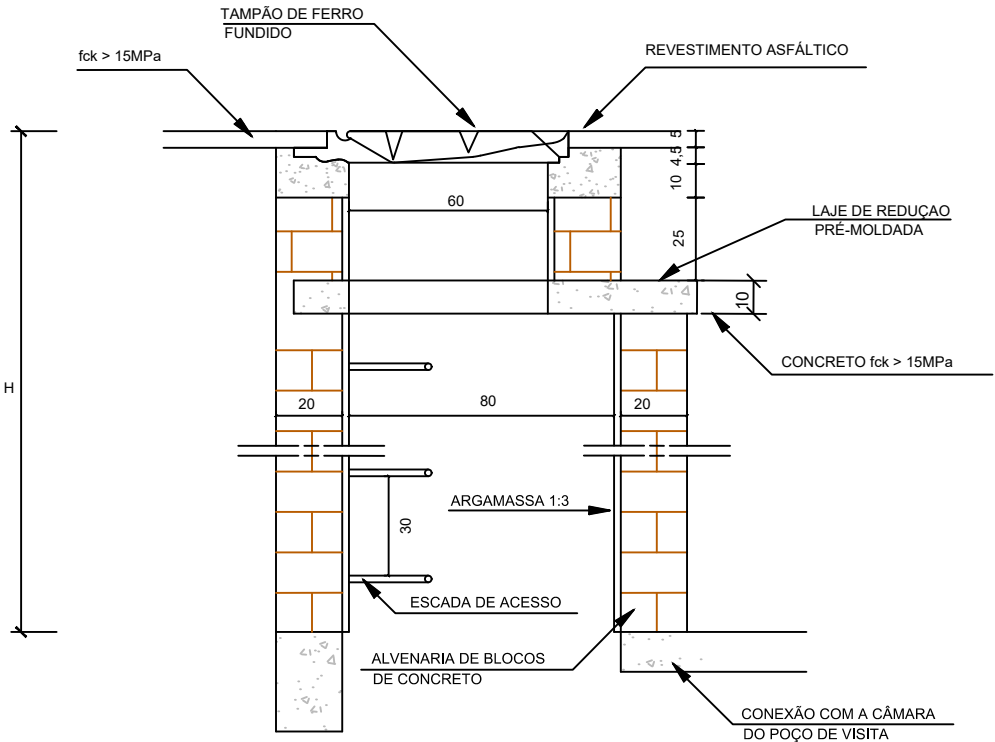 TAMPÃO DE FERRO
FUNDIDO
fck > 15MPa
REVESTIMENTO ASFÁLTICO
5
4,5
10
60
LAJE DE REDUÇAO
PRÉ-MOLDADA
25
10
CONCRETO fck > 15MPa
H
20
80
20
ARGAMASSA 1:3
30
ESCADA DE ACESSO
ALVENARIA DE BLOCOS
DE CONCRETO
CONEXÃO COM A CÂMARA
DO POÇO DE VISITA